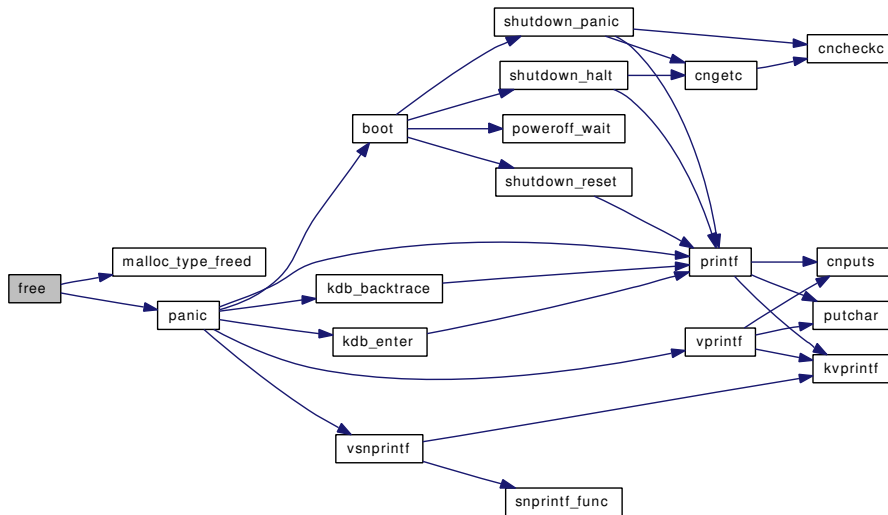 shutdown_panic
cncheckc
shutdown_halt
cngetc
boot
poweroff_wait
shutdown_reset
malloc_type_freed
printf
cnputs
free
kdb_backtrace
panic
putchar
kdb_enter
vprintf
kvprintf
vsnprintf
snprintf_func